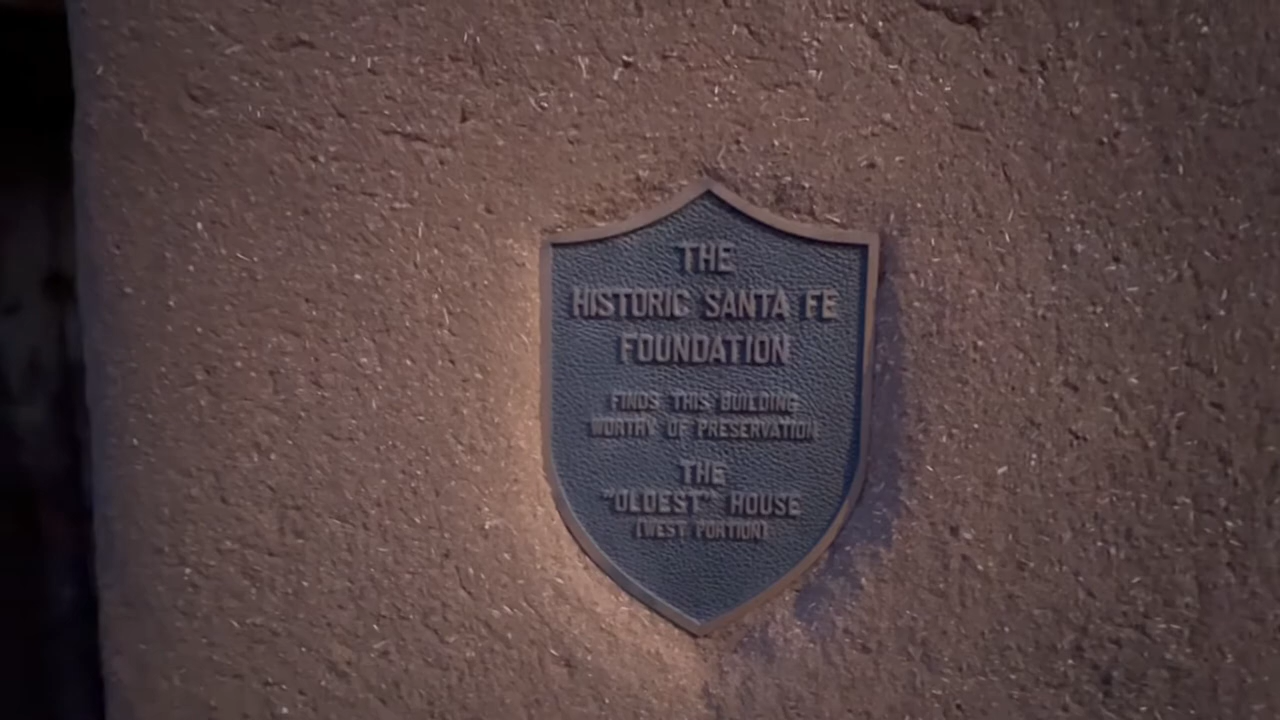 THE
HISTORIC SANTA FE
FOUNDATION
FINDS THIS BUILDING
WORTHY OF PRESERVATION
THE
"OLDEST" HOUSE
(WEST PORTION)